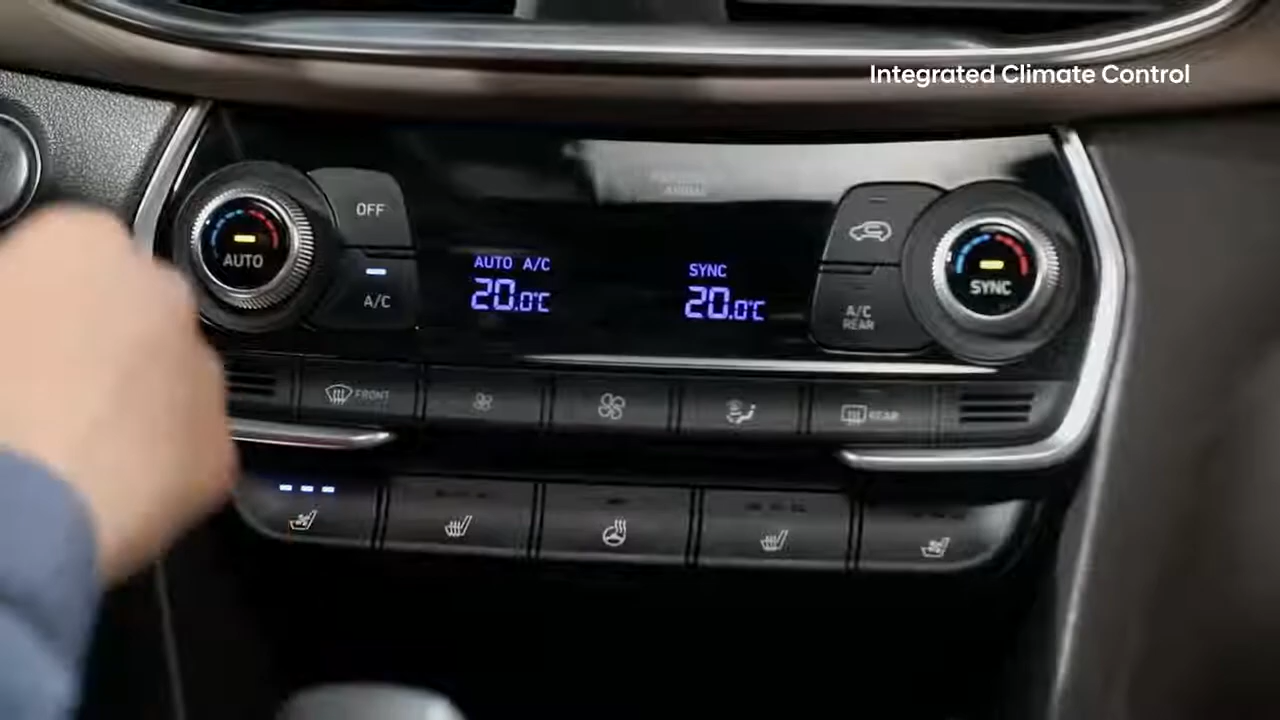 Integrated Climate Control
OFF
AUTO
A/C
AUTO A/C
20.0°C
SYNC
20.0°C
SYNC
A/C
REAR
FRONT
REAR